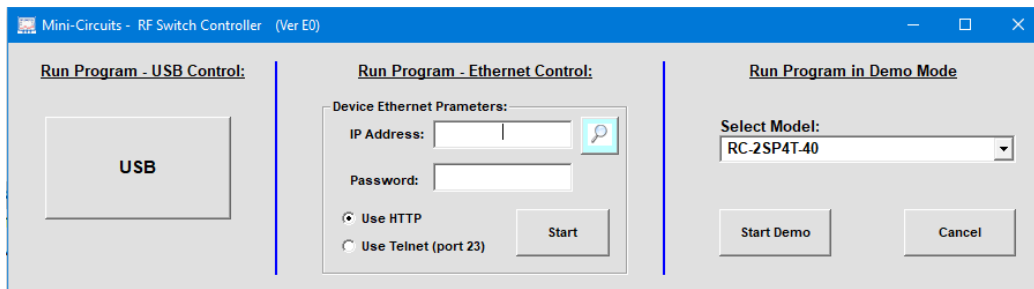 Mini-Circuits - RF Switch Controller (Ver E0)
Run Program - USB Control:
USB
Run Program - Ethernet Control:
Device Ethernet Prameters:
IP Address:
Password:
Use HTTP
Use Telnet (port 23)
Start
Run Program in Demo Mode
Select Model:
RC-2SP4T-40
Start Demo
Cancel